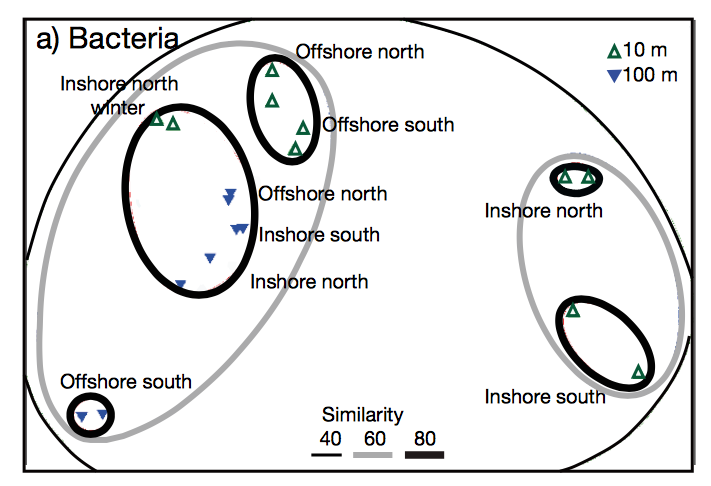 a) Bacteria
Offshore north
10 m
100 m
Inshore north
winter
Offshore south
Offshore north
Inshore north
Inshore south
Inshore north
Offshore south
Inshore south
Similarity
40 60 80